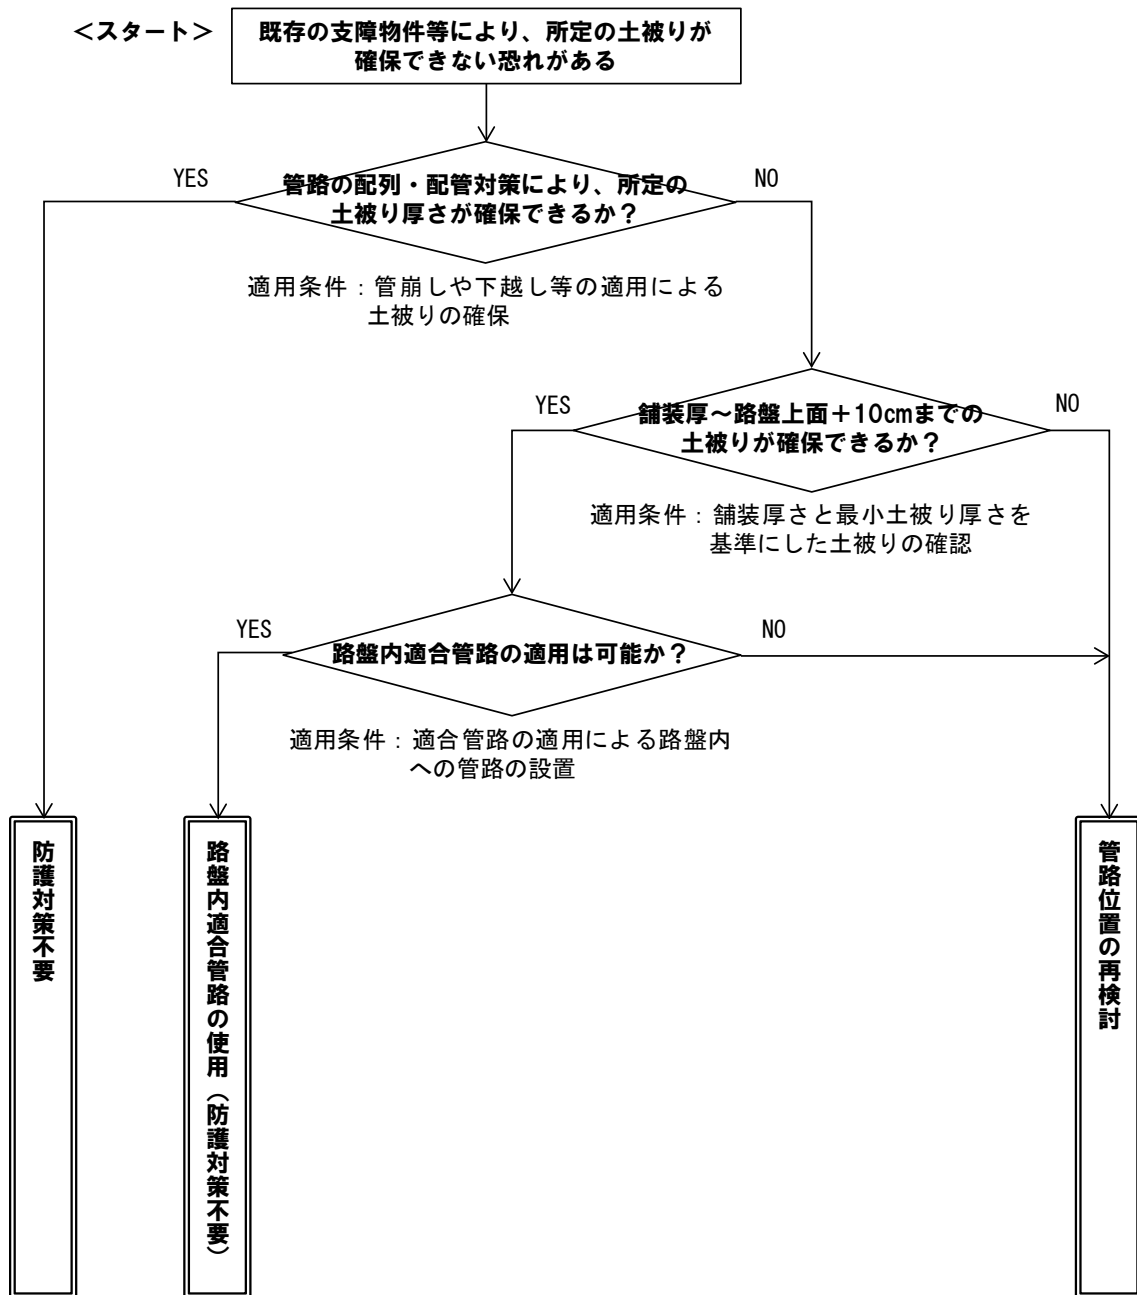 ＜スタート＞
既存の支障物件等により、所定の土被りが
確保できない恐れがある
YES
NO
管路の配列・配管対策により、所定の
土被り厚さが確保できるか？
適用条件：管崩しや下越し等の適用による
土被りの確保
YES
NO
舗装厚～路盤上面＋10cmまでの
土被りが確保できるか？
適用条件：舗装厚さと最小土被り厚さを
基準にした土被りの確認
YES
NO
路盤内適合管路の適用は可能か？
適用条件：適合管路の適用による路盤内
への管路の設置
防護対策不要
路盤内適合管路の使用（防護対策不要）
管路位置の再検討